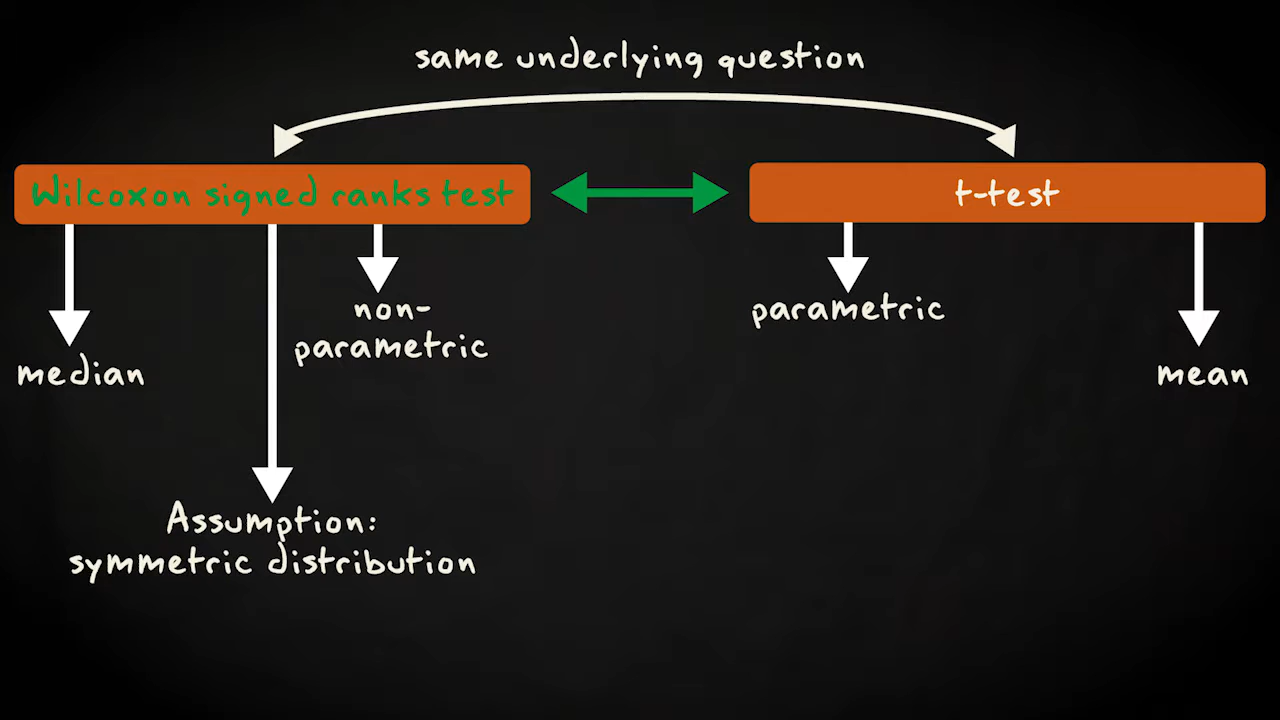 same underlying question
Wilcoxon signed ranks test
t-test
non-
parametric
parametric
median
mean
Assumption:
symmetric distribution